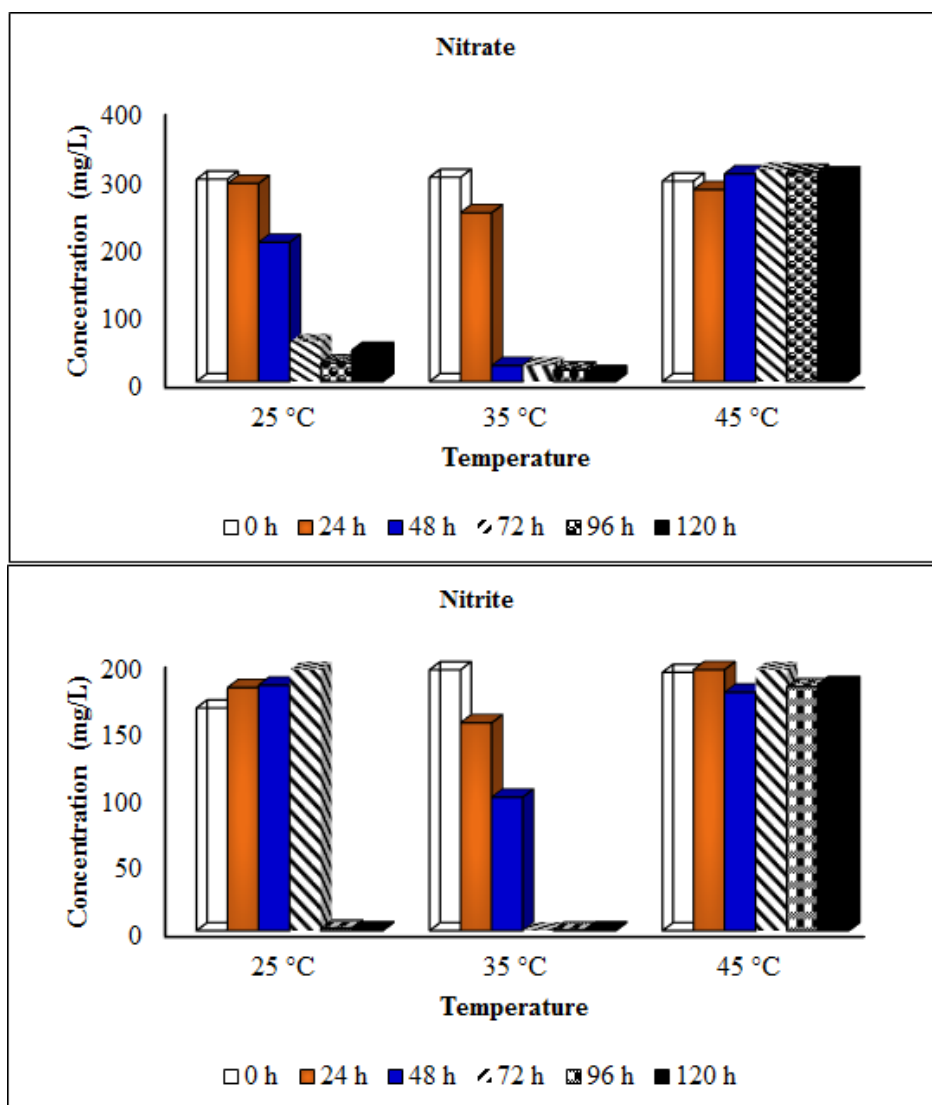 Nitrate
Concentration (mg/L)
400
300
200
100
0
25 °C 35 °C 45 °C
Temperature
0 h 24 h 48 h 72 h 96 h 120 h
Nitrite
Concentration (mg/L)
200
150
100
50
0
25 °C 35 °C 45 °C
Temperature
0 h 24 h 48 h 72 h 96 h 120 h